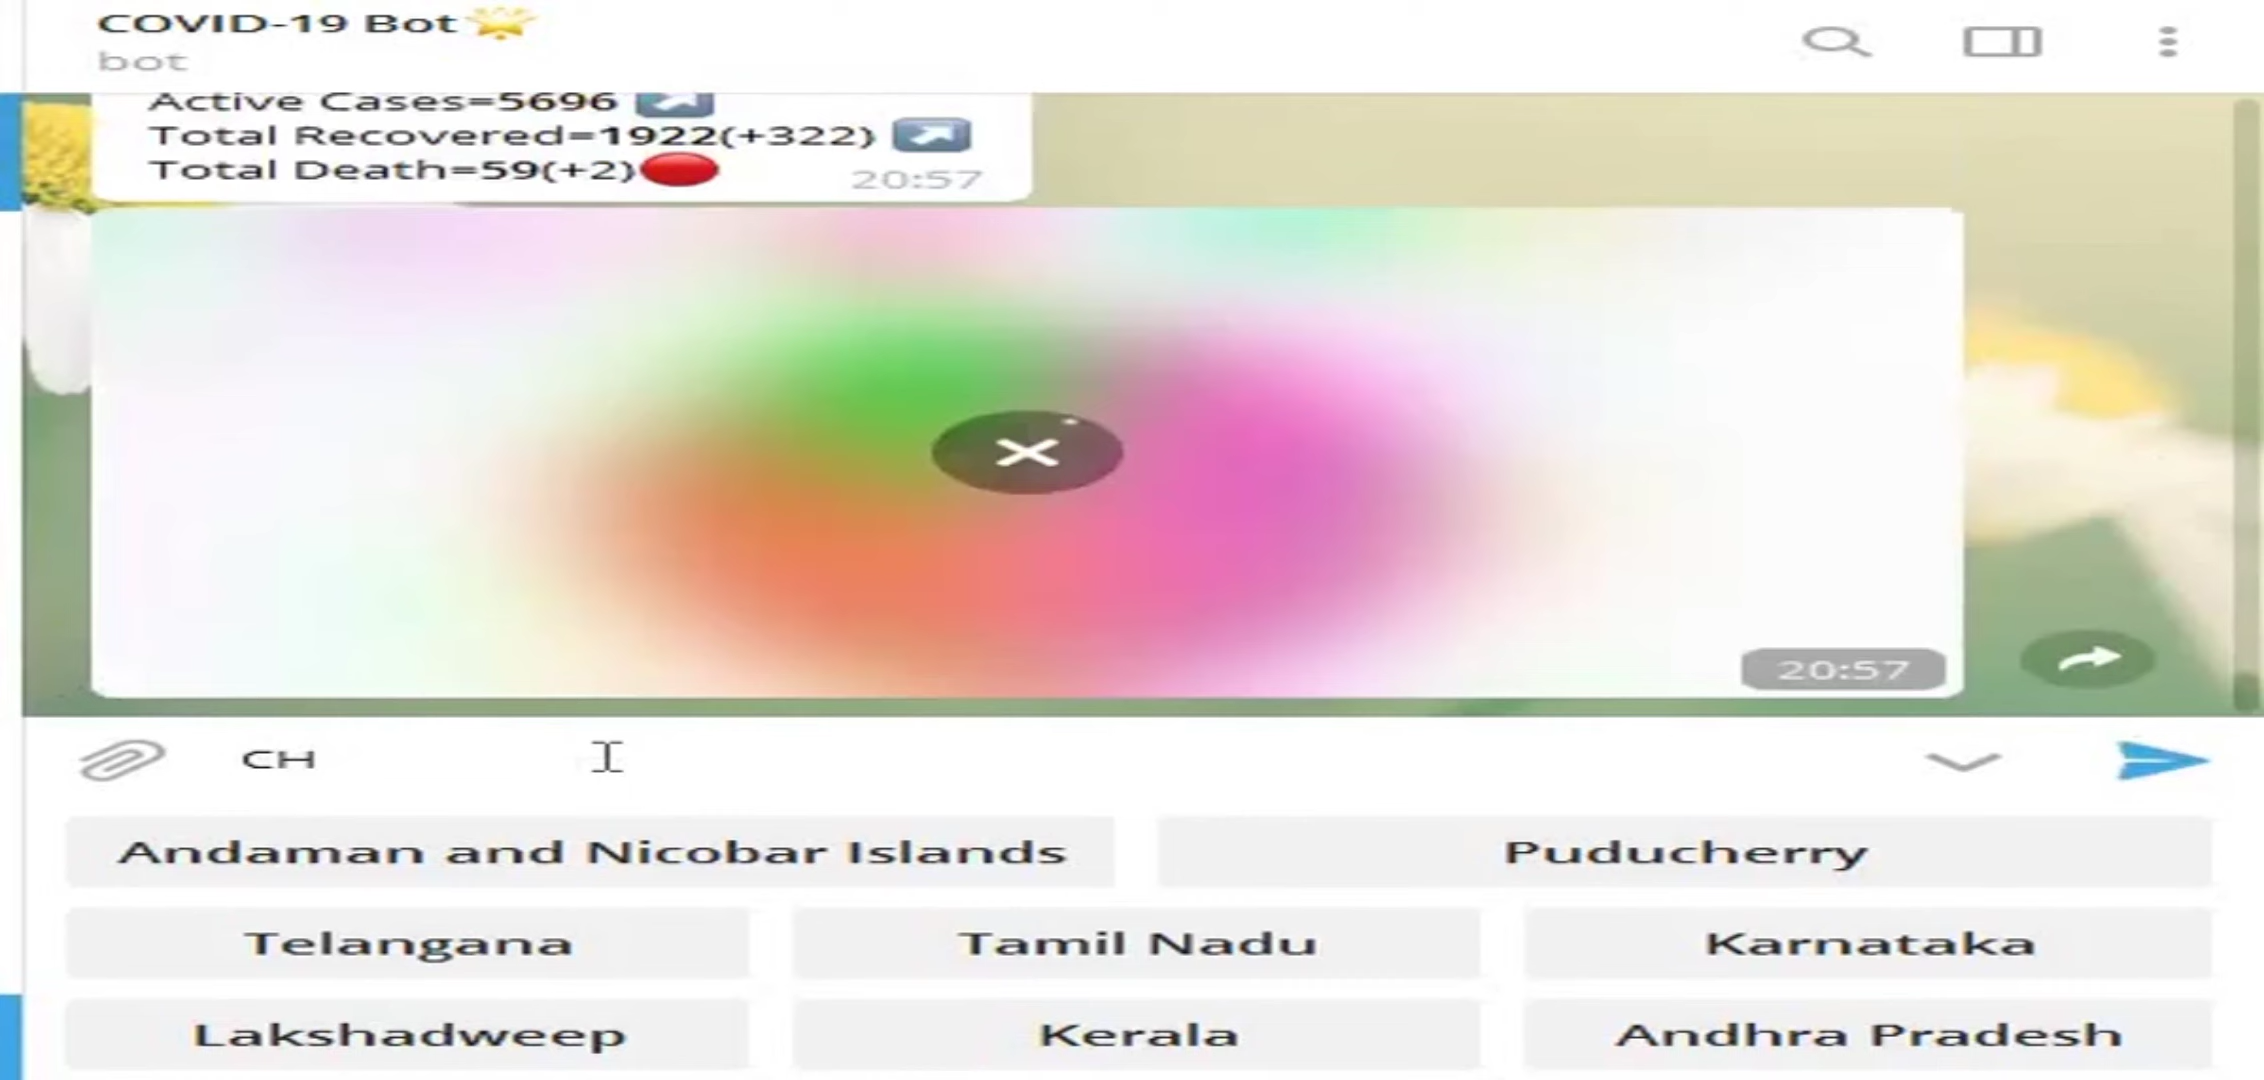 COVID-19 Bot
bot
Active Cases=5696
Total Recovered=1922(+322)
Total Death=59(+2)
20:57
20:57
CH
Andaman and Nicobar Islands
Puducherry
Telangana
Tamil Nadu
Karnataka
Lakshadweep
Kerala
Andhra Pradesh